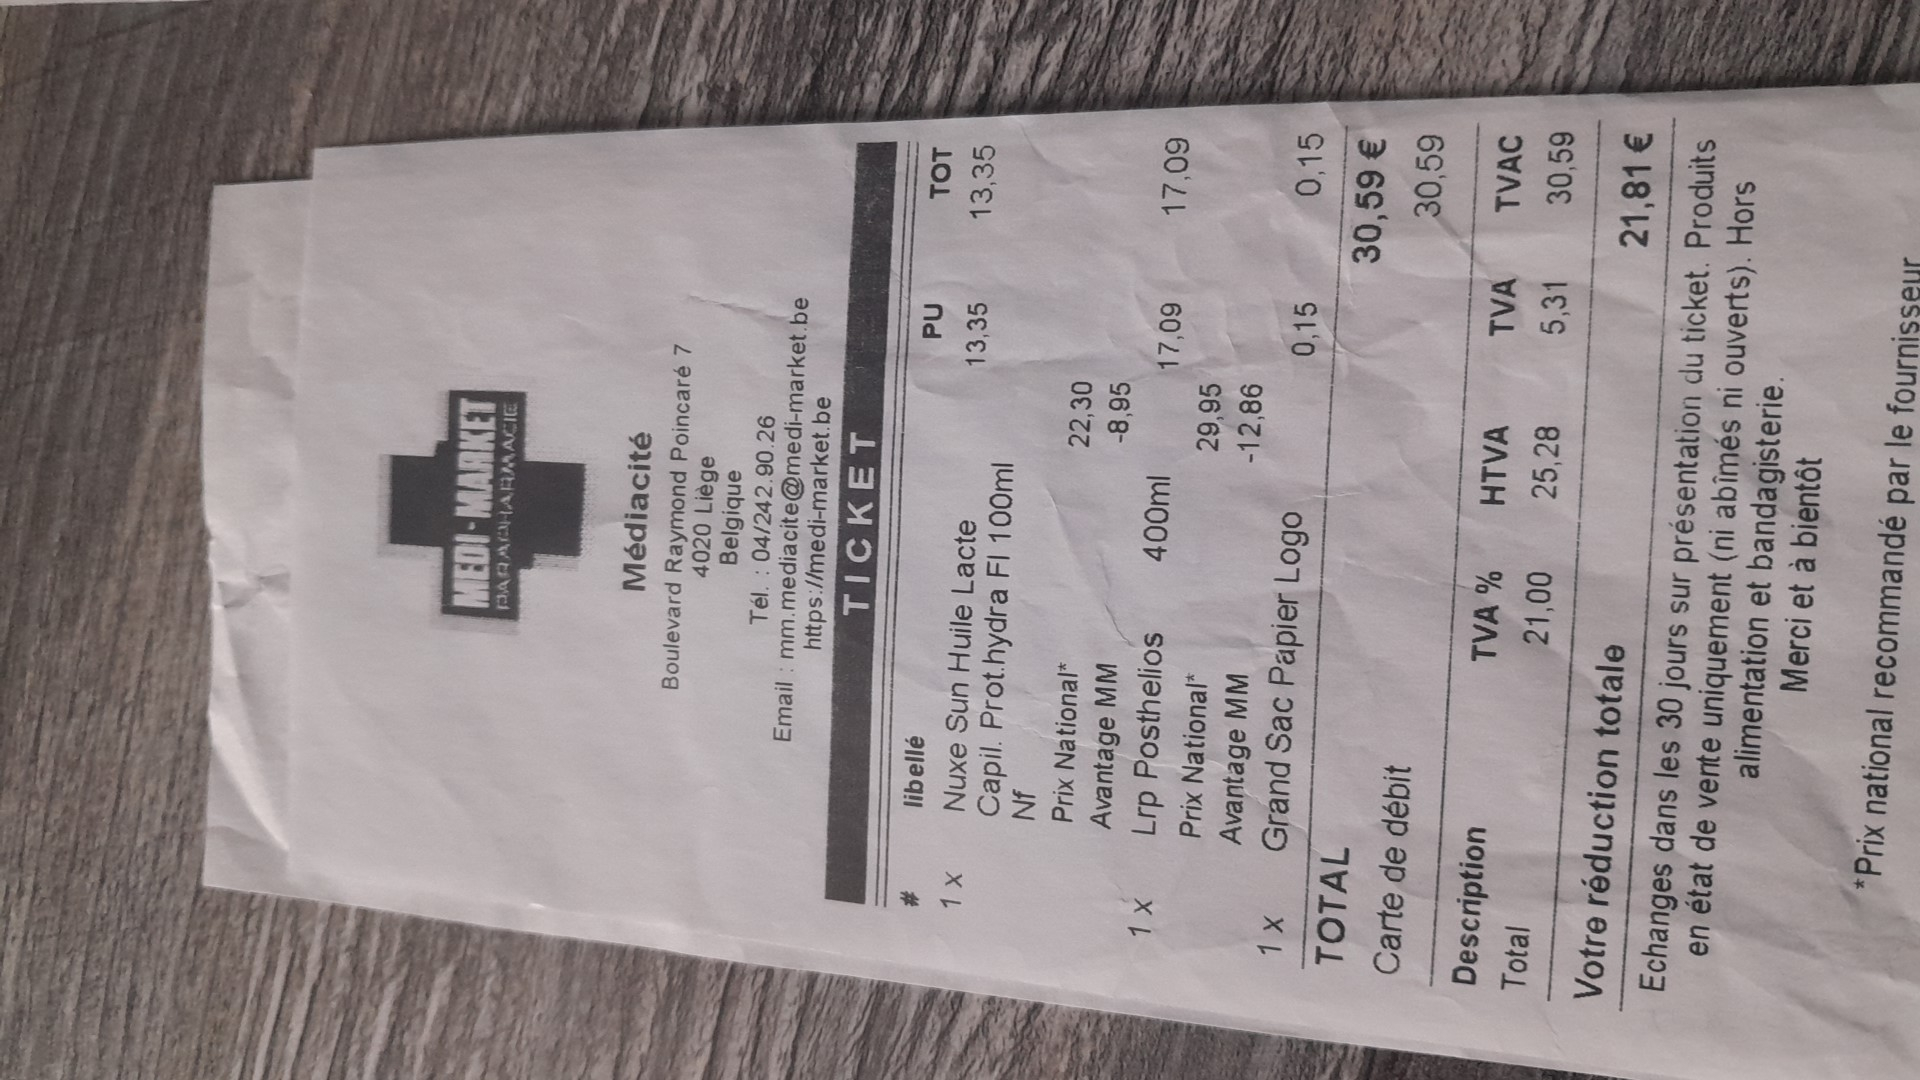 MEDI-MARKET
PARAPHARMACIE
Médiacité
Boulevard Raymond Poincaré 7
4020 Liège
Belgique
Tél. : 04/242.90.26
Email : mm.mediacite@medi-market.be
https://medi-market.be
TICKET
# libellé PU TOT
1 x Nuxe Sun Huile Lacte 13,35 13,35
Capil. Prot.hydra Fl 100ml
Nf
Prix National* 22,30
Avantage MM -8,95
1 x Lrp Posthelios 400ml 17,09 17,09
Prix National* 29,95
Avantage MM -12,86
1 x Grand Sac Papier Logo 0,15 0,15
TOTAL 30,59 €
Carte de débit 30,59
Description TVA % HTVA TVA TVAC
Total 21,00 25,28 5,31 30,59
Votre réduction totale 21,81 €
Echanges dans les 30 jours sur présentation du ticket. Produits
en état de vente uniquement (ni abîmés ni ouverts). Hors
alimentation et bandagisterie.
Merci et à bientôt
*Prix national recommandé par le fournisseur